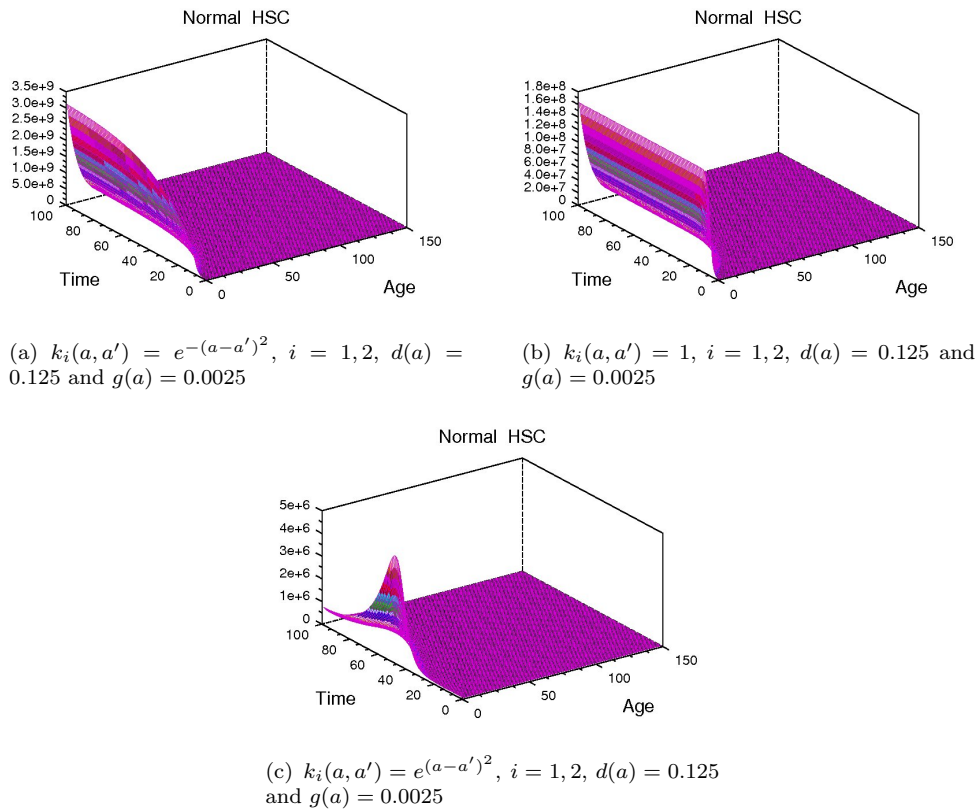 Normal HSC
3.5e+9
3.0e+9
2.5e+9
2.0e+9
1.5e+9
1.0e+9
5.0e+8
0
100
80
60
40
20
0
Time
0
50
100
150
Age
(a) k_i(a, a′) = e^{−(a−a′)^2}, i = 1, 2, d(a) =
0.125 and g(a) = 0.0025
Normal HSC
1.8e+8
1.6e+8
1.4e+8
1.2e+8
1.0e+8
8.0e+7
6.0e+7
4.0e+7
2.0e+7
0
100
80
60
40
20
0
Time
0
50
100
150
Age
(b) k_i(a, a′) = 1, i = 1, 2, d(a) = 0.125 and
g(a) = 0.0025
Normal HSC
5e+6
4e+6
3e+6
2e+6
1e+6
0
100
80
60
40
20
0
Time
0
50
100
150
Age
(c) k_i(a, a′) = e^{(a−a′)^2}, i = 1, 2, d(a) = 0.125
and g(a) = 0.0025